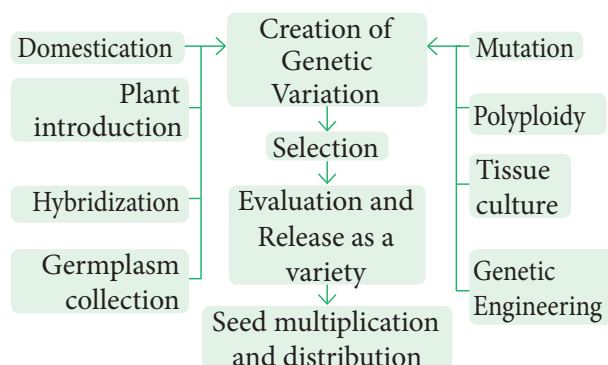 Domestication
Plant
introduction
Hybridization
Germplasm
collection
Creation of
Genetic
Variation
Selection
Evaluation and
Release as a
variety
Seed multiplication
and distribution
Mutation
Polyploidy
Tissue
culture
Genetic
Engineering